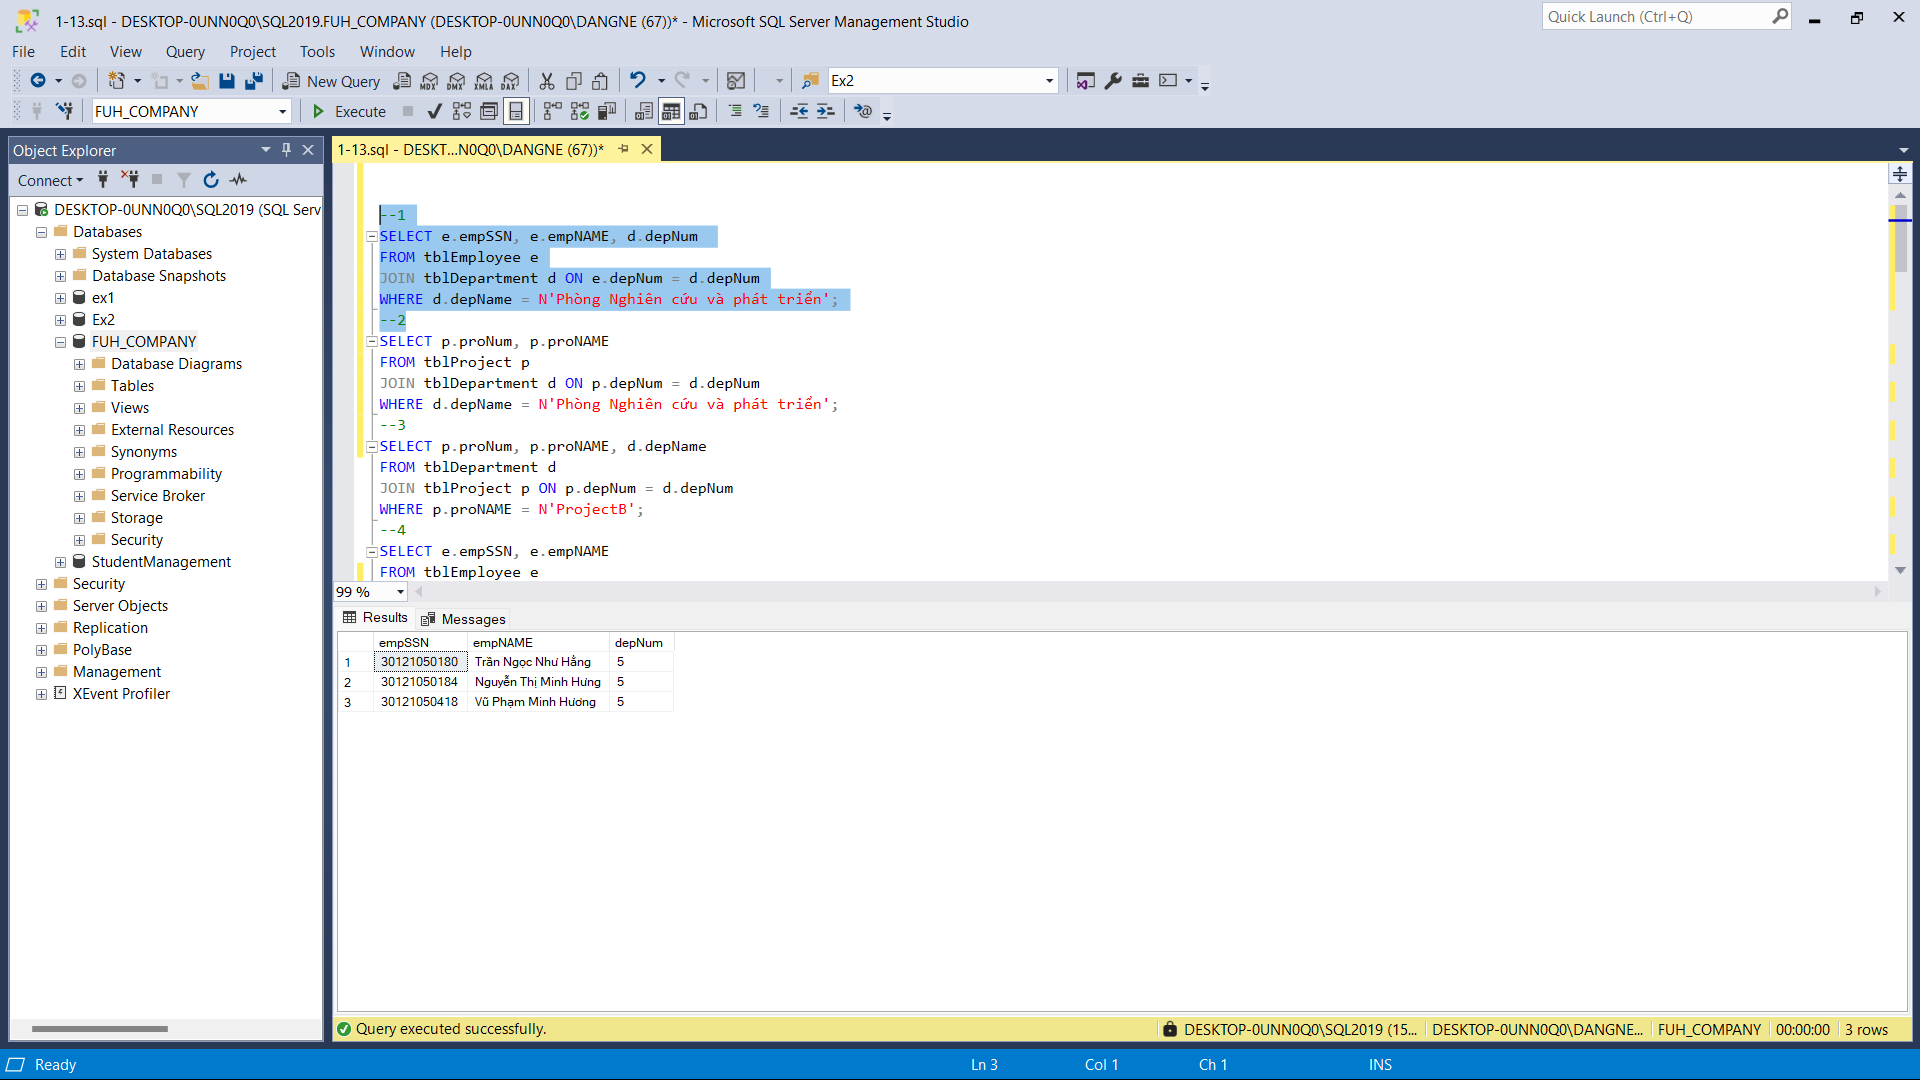 1-13.sql - DESKTOP-0UNN0Q0\SQL2019.FUH_COMPANY (DESKTOP-0UNN0Q0\DANGNE (67))* - Microsoft SQL Server Management Studio
Quick Launch (Ctrl+Q)
File Edit View Query Project Tools Window Help
New Query MDX DMX XMLA DAX Ex2
FUH_COMPANY Execute
Object Explorer
Connect
DESKTOP-0UNN0Q0\SQL2019 (SQL Serv
Databases
System Databases
Database Snapshots
ex1
Ex2
FUH_COMPANY
Database Diagrams
Tables
Views
External Resources
Synonyms
Programmability
Service Broker
Storage
Security
StudentManagement
Security
Server Objects
Replication
PolyBase
Management
XEvent Profiler
1-13.sql - DESKT...N0Q0\DANGNE (67))*
--1
SELECT e.empSSN, e.empNAME, d.depNum
FROM tblEmployee e
JOIN tblDepartment d ON e.depNum = d.depNum
WHERE d.depName = N'Phòng Nghiên cứu và phát triển';
--2
SELECT p.proNum, p.proNAME
FROM tblProject p
JOIN tblDepartment d ON p.depNum = d.depNum
WHERE d.depName = N'Phòng Nghiên cứu và phát triển';
--3
SELECT p.proNum, p.proNAME, d.depName
FROM tblDepartment d
JOIN tblProject p ON p.depNum = d.depNum
WHERE p.proNAME = N'ProjectB';
--4
SELECT e.empSSN, e.empNAME
FROM tblEmployee e
99 %
Results Messages
empSSN empNAME depNum
1 30121050180 Trần Ngọc Như Hằng 5
2 30121050184 Nguyễn Thị Minh Hưng 5
3 30121050418 Vũ Phạm Minh Hương 5
Query executed successfully.
DESKTOP-0UNN0Q0\SQL2019 (15... DESKTOP-0UNN0Q0\DANGNE... FUH_COMPANY 00:00:00 3 rows
Ready Ln 3 Col 1 Ch 1 INS